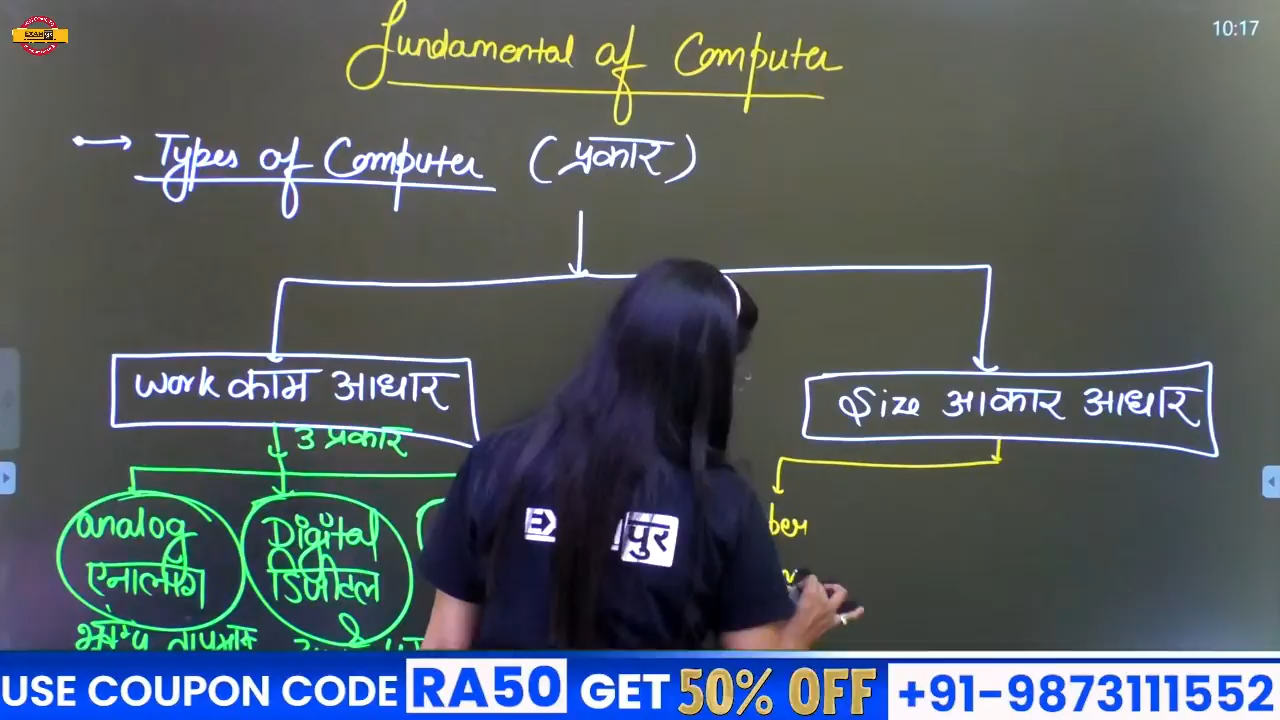 10:17
Fundamental of Computer
Types of Computer (प्रकार)
Work काम आधार
Size आकार आधार
3 प्रकार
analog
एनालॉग
Digital
डिजीटल
पुर
USE COUPON CODE RA50 GET 50% OFF +91-9873111552